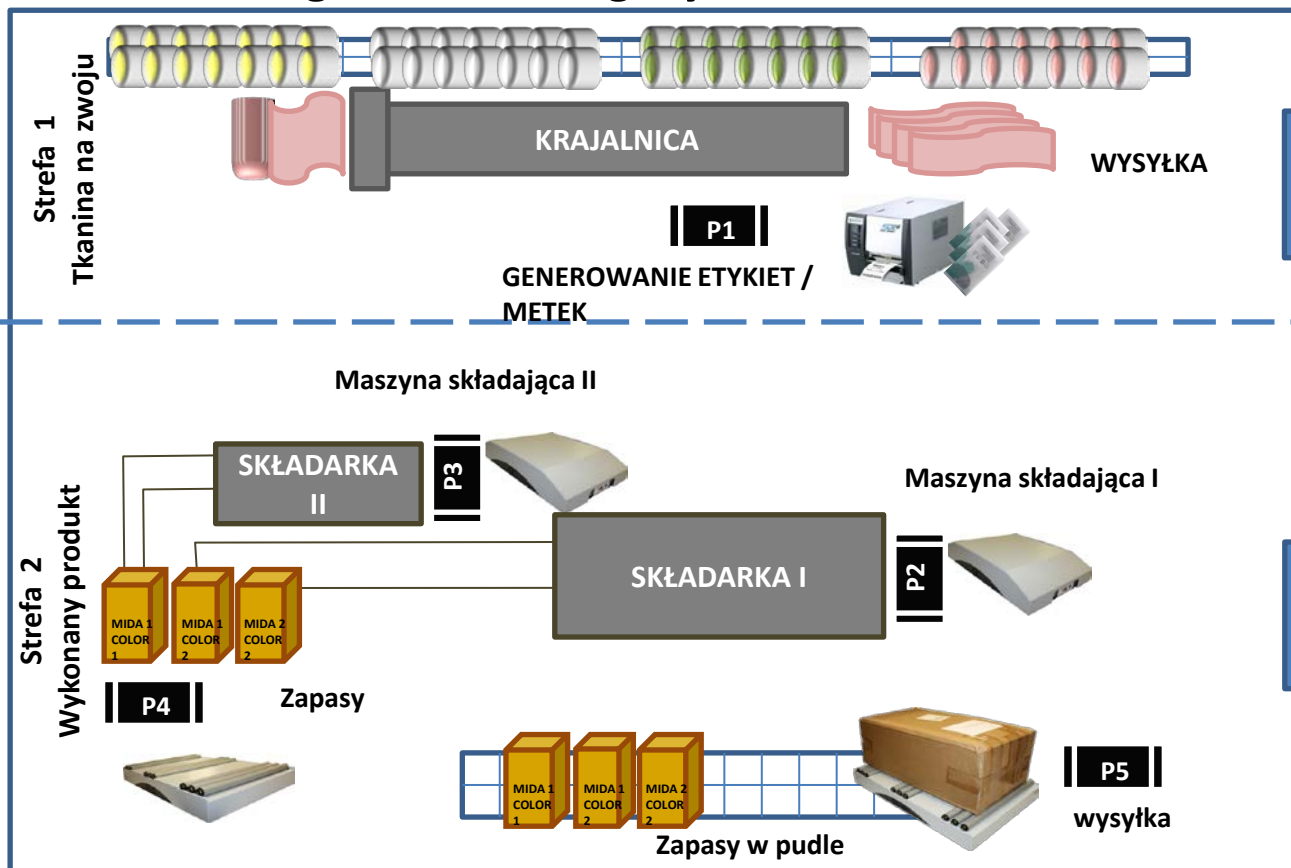 Strefa 1
Tkanina na zwoju
KRAJALNICA
WYSYŁKA
P1
GENEROWANIE ETYKIET /
METEK
Strefa 2
Wykonany produkt
Maszyna składająca II
SKŁADARKA
II
P3
Maszyna składająca I
SKŁADARKA I
P2
MIDA 1
COLOR
1
MIDA 1
COLOR
2
MIDA 2
COLOR
2
P4
Zapasy
MIDA 1
COLOR
1
MIDA 1
COLOR
2
MIDA 2
COLOR
2
Zapasy w pudle
P5
wysyłka